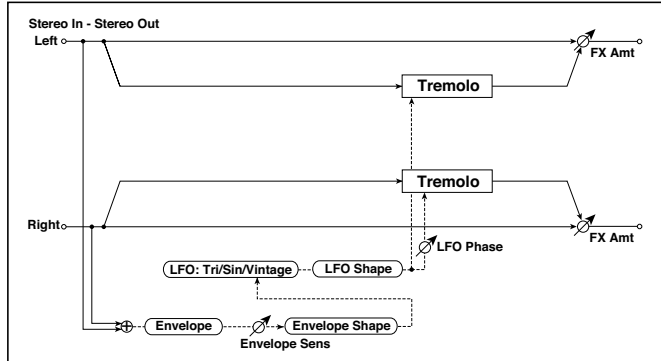 Stereo In - Stereo Out
Left
FX Amt
Tremolo
Tremolo
Right
FX Amt
LFO Phase
LFO: Tri/Sin/Vintage
LFO Shape
Envelope
Envelope Shape
Envelope Sens